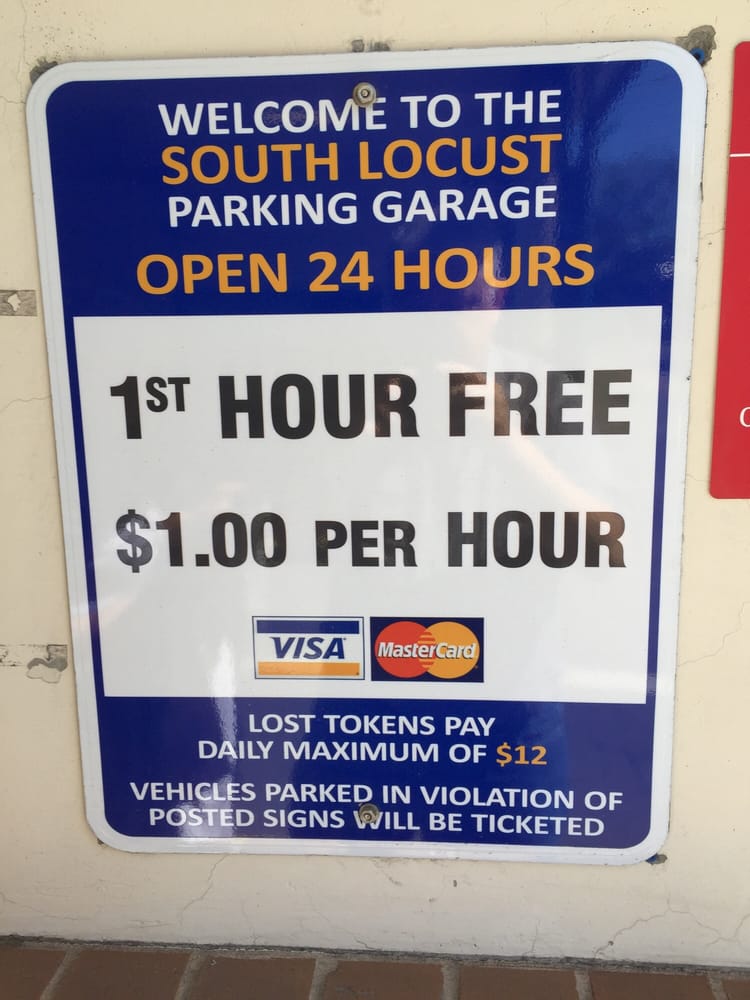 WELCOME TO THE
SOUTH LOCUST
PARKING GARAGE
OPEN 24 HOURS
1ST HOUR FREE
$1.00 PER HOUR
VISA MasterCard
LOST TOKENS PAY
DAILY MAXIMUM OF $12
VEHICLES PARKED IN VIOLATION OF
POSTED SIGNS WILL BE TICKETED